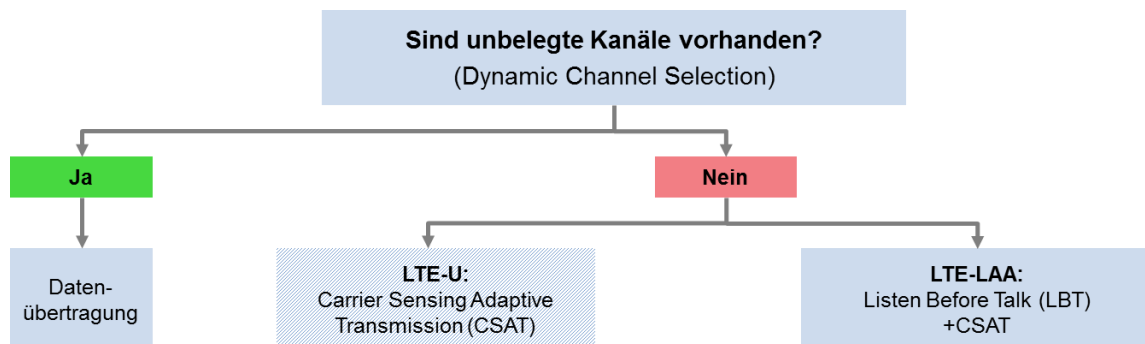 Sind unbelegte Kanäle vorhanden?
(Dynamic Channel Selection)
Ja
Nein
Daten-
übertragung
LTE-U:
Carrier Sensing Adaptive
Transmission (CSAT)
LTE-LAA:
Listen Before Talk (LBT)
+CSAT